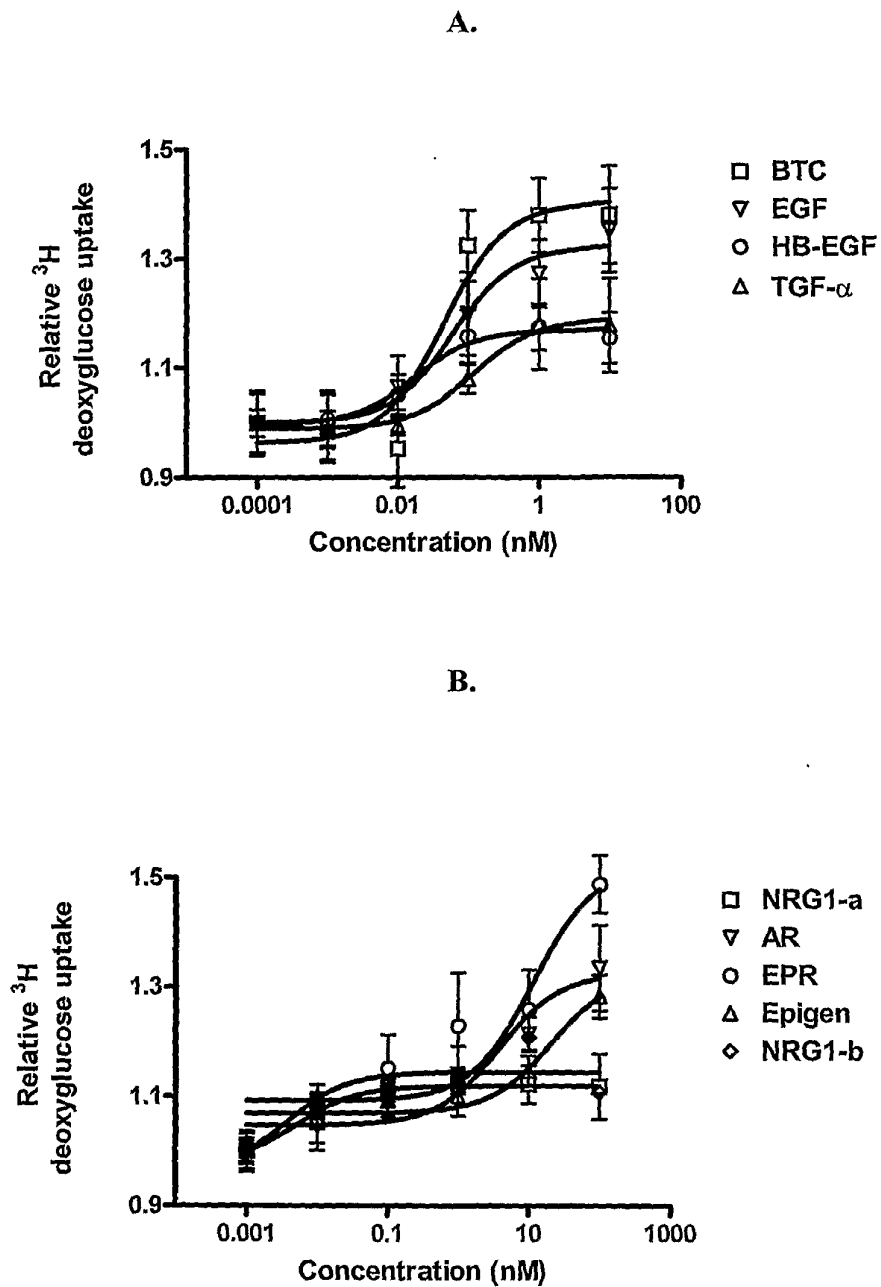 A.
Relative ³H
deoxyglucose uptake
1.5
1.3
1.1
0.9
0.0001
0.01
1
100
Concentration (nM)
BTC
EGF
HB-EGF
TGF-α
B.
Relative ³H
deoxyglucose uptake
1.5
1.3
1.1
0.9
0.001
0.1
10
1000
Concentration (nM)
NRG1-a
AR
EPR
Epigen
NRG1-b